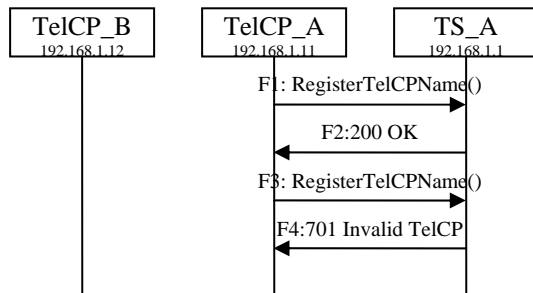 TelCP_B
192.168.1.12
TelCP_A
192.168.1.11
TS_A
192.168.1.1
F1: RegisterTelCPName()
F2:200 OK
F3: RegisterTelCPName()
F4:701 Invalid TelCP